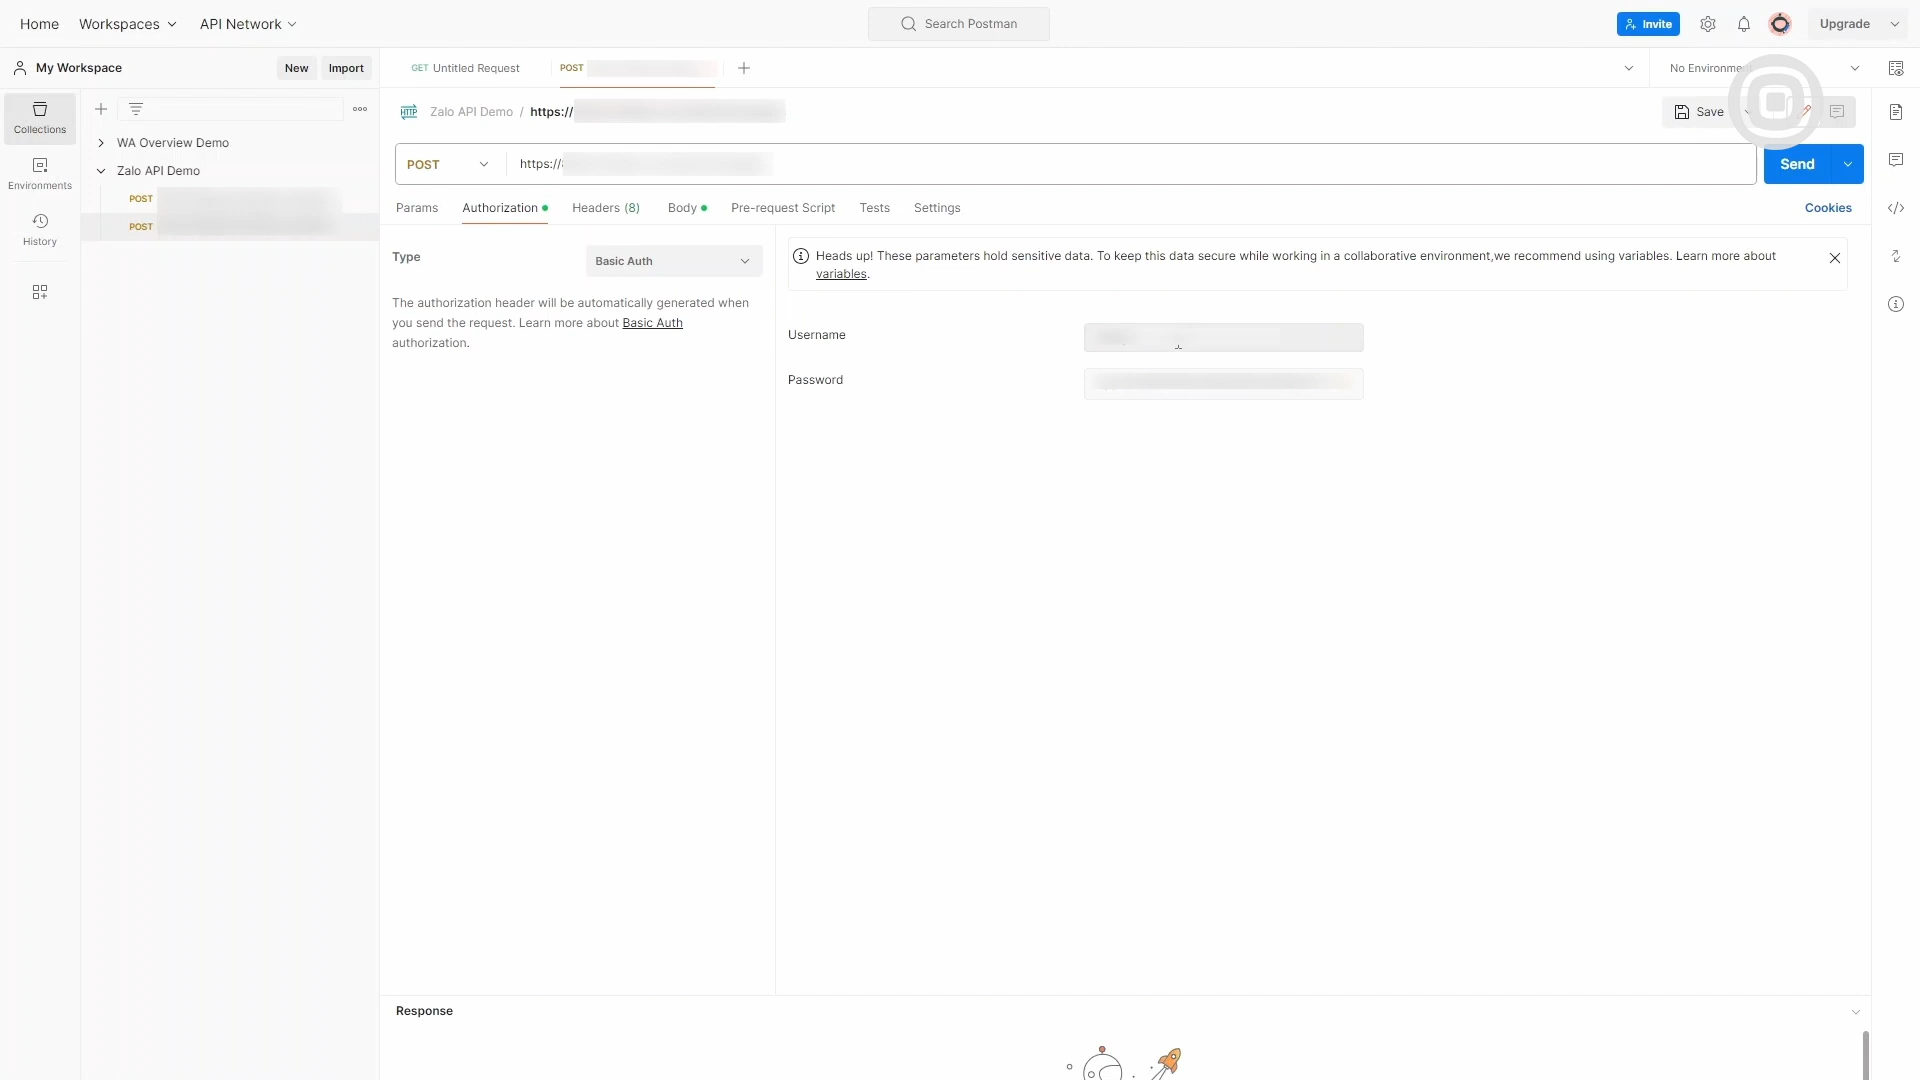 Home
Workspaces
API Network
Search Postman
Invite
Upgrade
My Workspace
New
Import
GET Untitled Request
POST
No Environment
Collections
Environments
History
WA Overview Demo
Zalo API Demo
POST
POST
Zalo API Demo / https://
Save
POST
https://
Send
Params
Authorization
Headers (8)
Body
Pre-request Script
Tests
Settings
Cookies
Type
Basic Auth
The authorization header will be automatically generated when
you send the request. Learn more about Basic Auth
authorization.
Heads up! These parameters hold sensitive data. To keep this data secure while working in a collaborative environment,we recommend using variables. Learn more about
variables.
Username
Password
Response